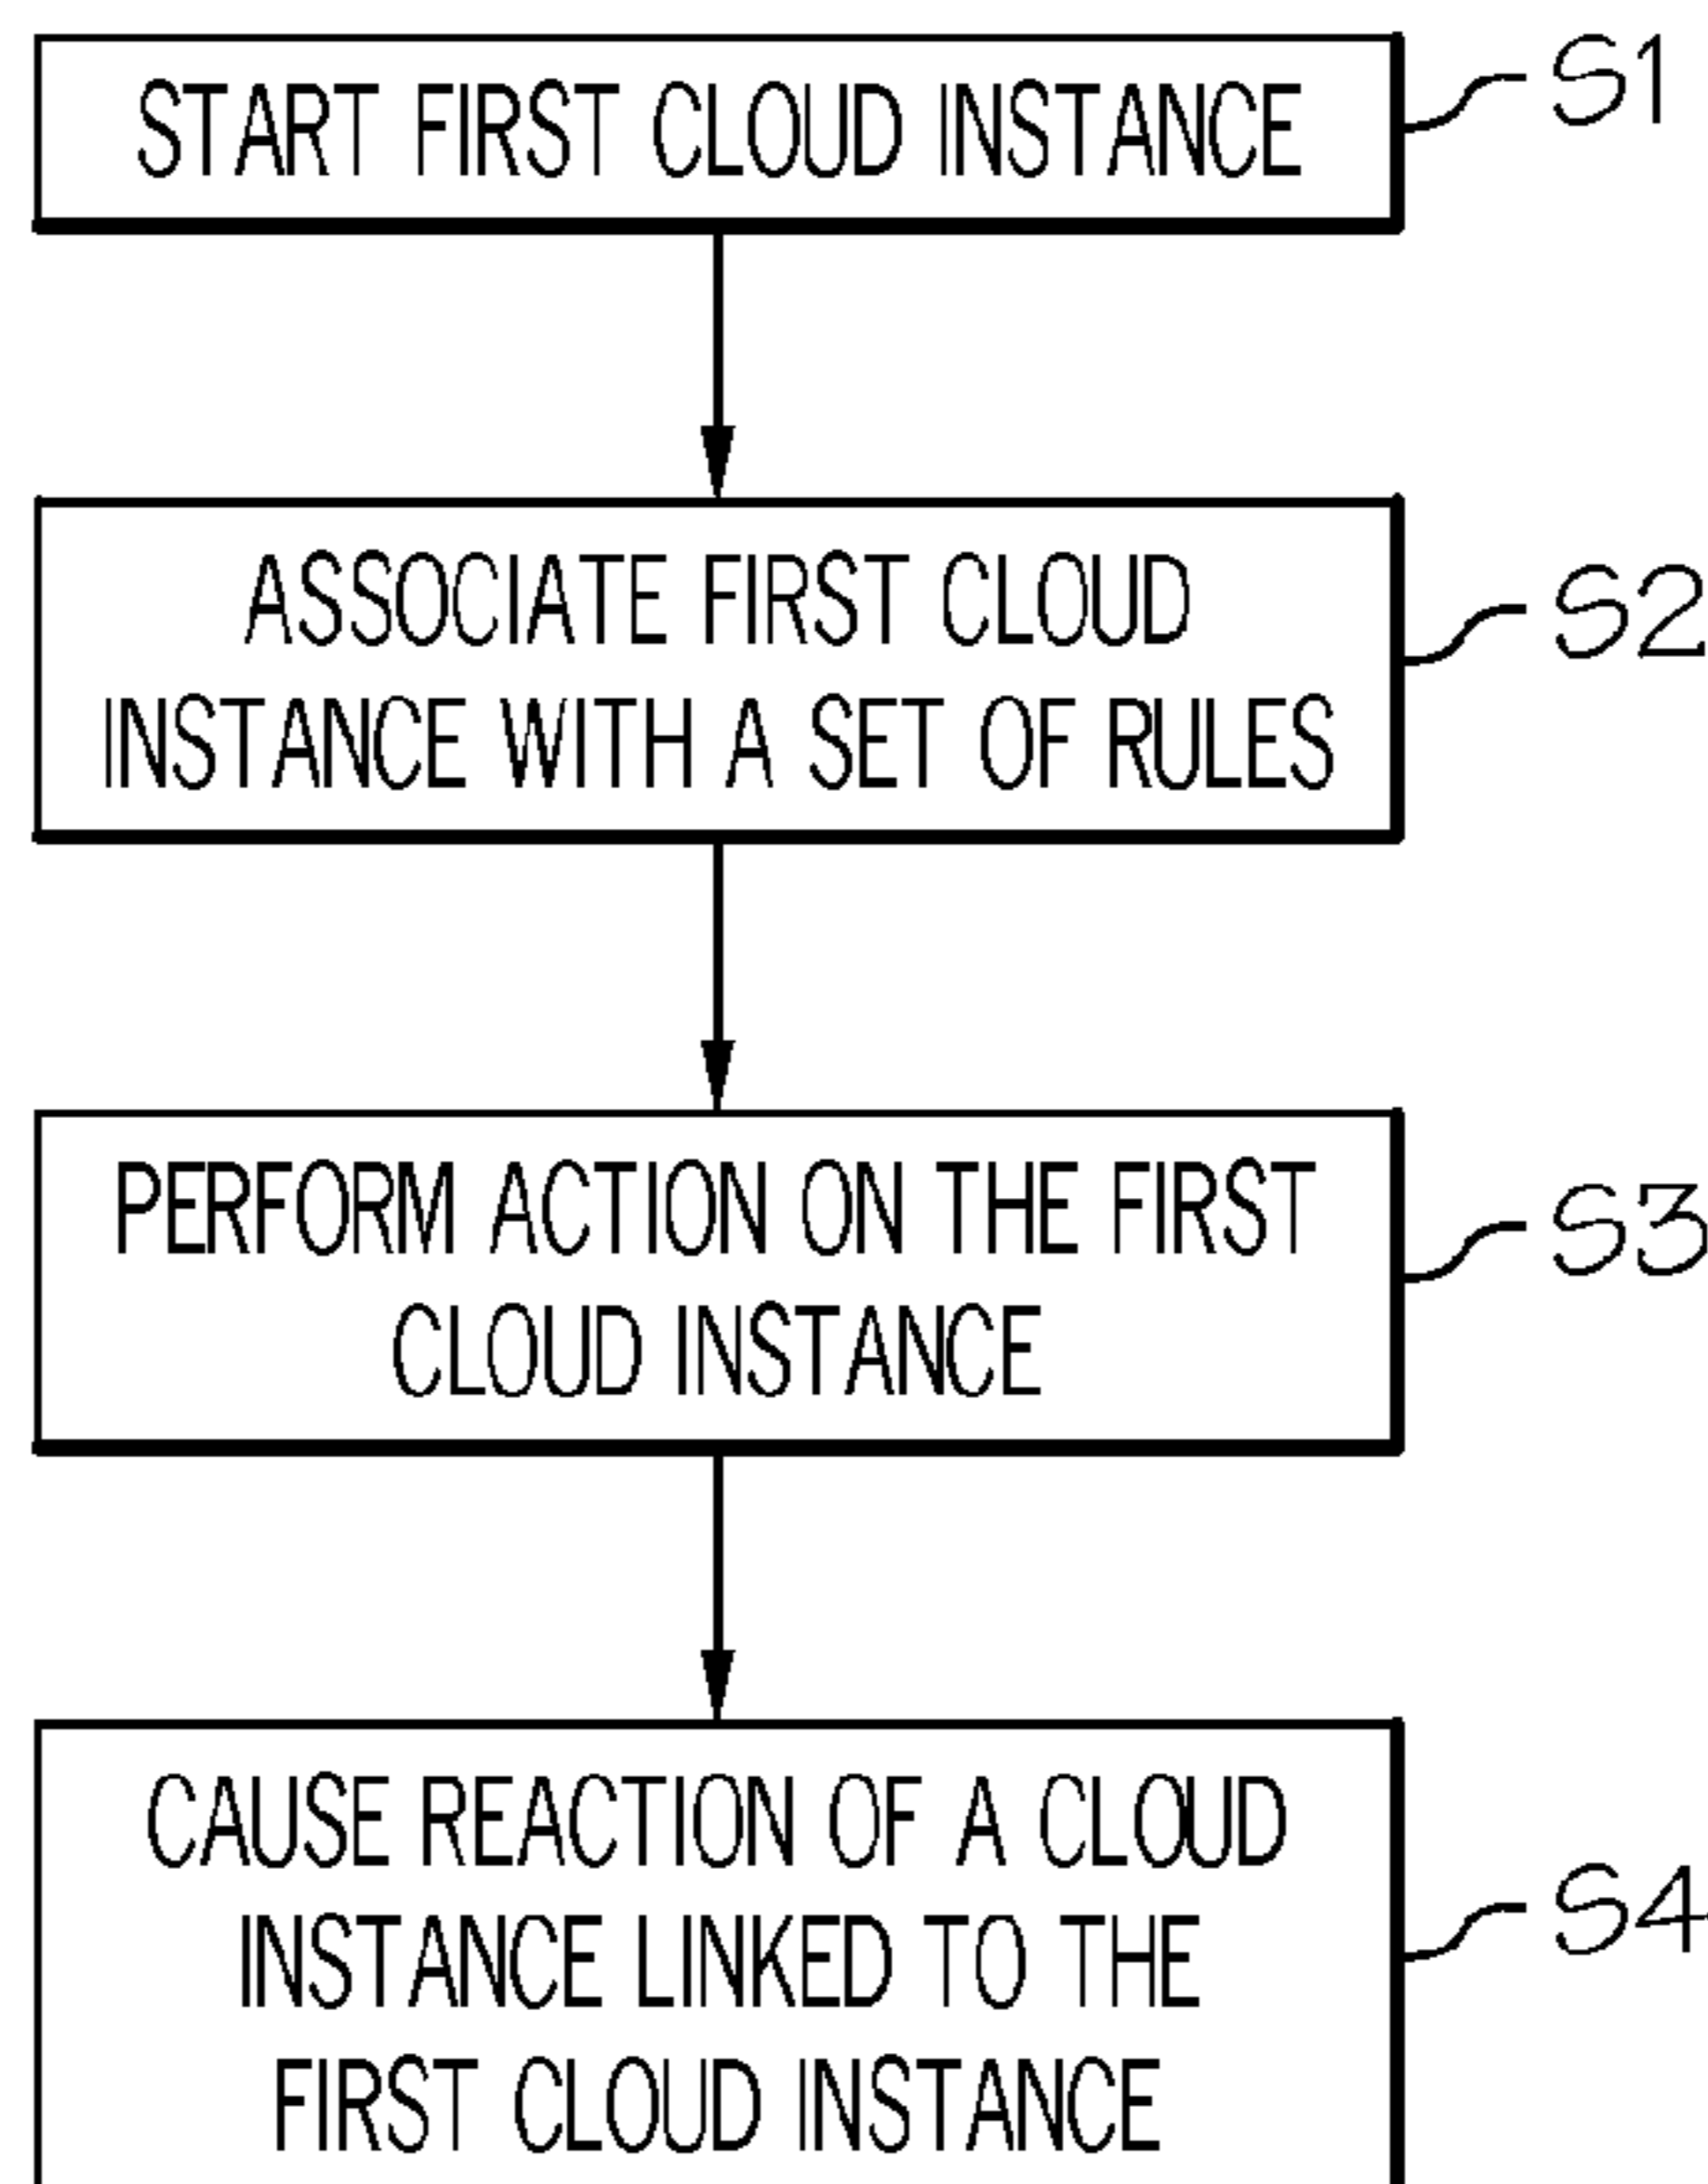 START FIRST CLOUD INSTANCE
S1
ASSOCIATE FIRST CLOUD
INSTANCE WITH A SET OF RULES
S2
PERFORM ACTION ON THE FIRST
CLOUD INSTANCE
S3
CAUSE REACTION OF A CLOUD
INSTANCE LINKED TO THE
FIRST CLOUD INSTANCE
S4